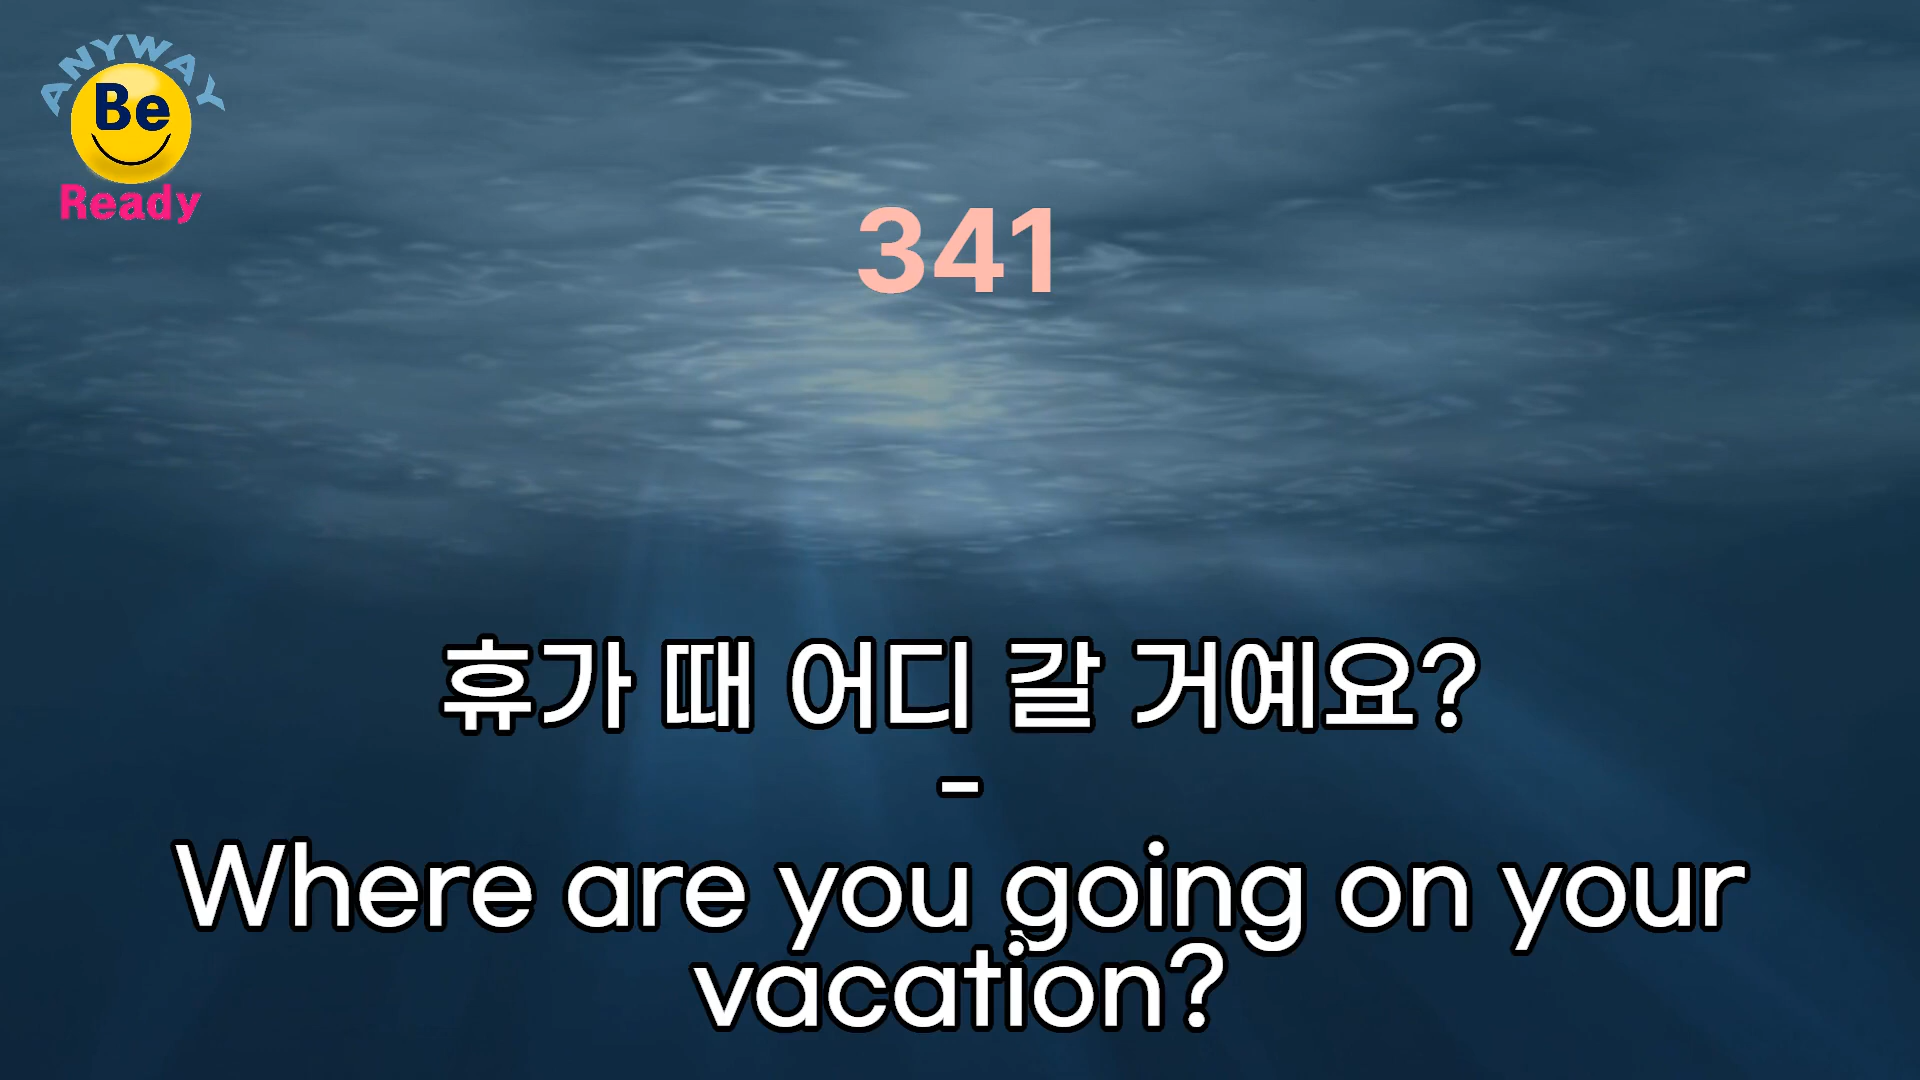 ANYWAY
Be
Ready
341
휴가 때 어디 갈 거예요?
-
Where are you going on your
vacation?